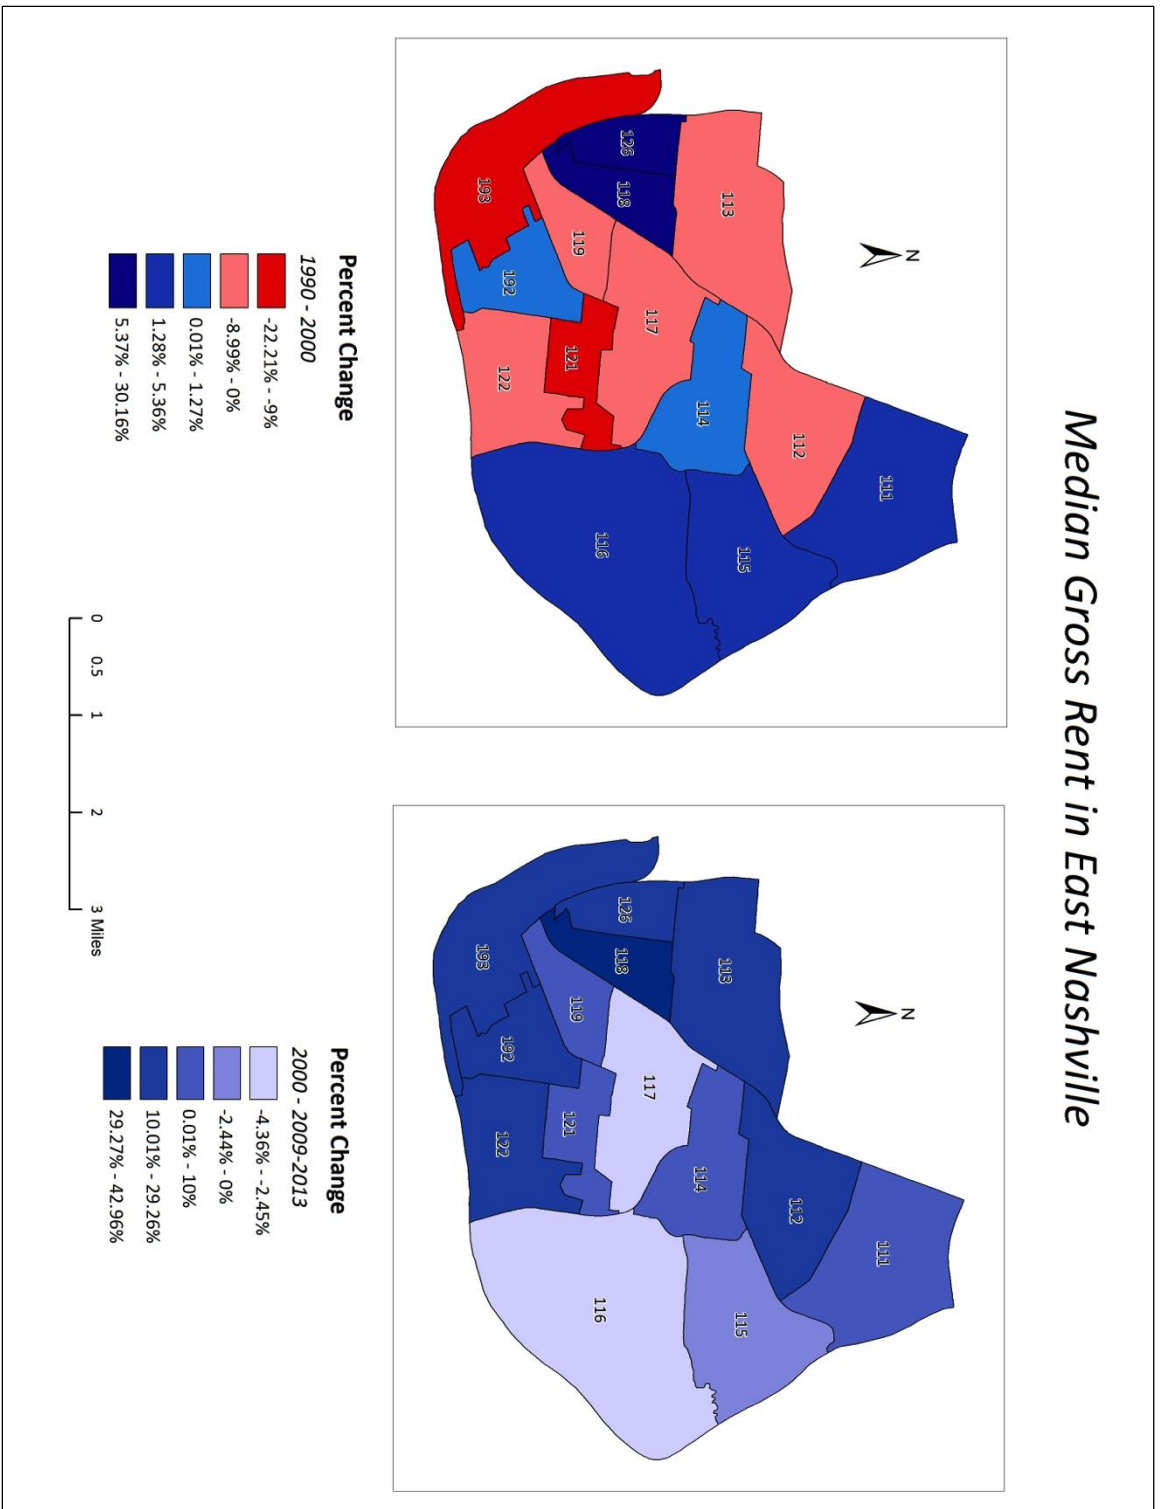 Median Gross Rent in East Nashville
N
113
126
118
111
112
114
117
115
119
193
192
121
116
122
N
113
126
118
111
112
114
117
115
119
193
192
121
116
122
Percent Change
1990 - 2000
-22.21% - -9%
-8.99% - 0%
0.01% - 1.27%
1.28% - 5.36%
5.37% - 30.16%
0 0.5 1 2 3 Miles
Percent Change
2000 - 2009-2013
-4.36% - -2.45%
-2.44% - 0%
0.01% - 10%
10.01% - 29.26%
29.27% - 42.96%